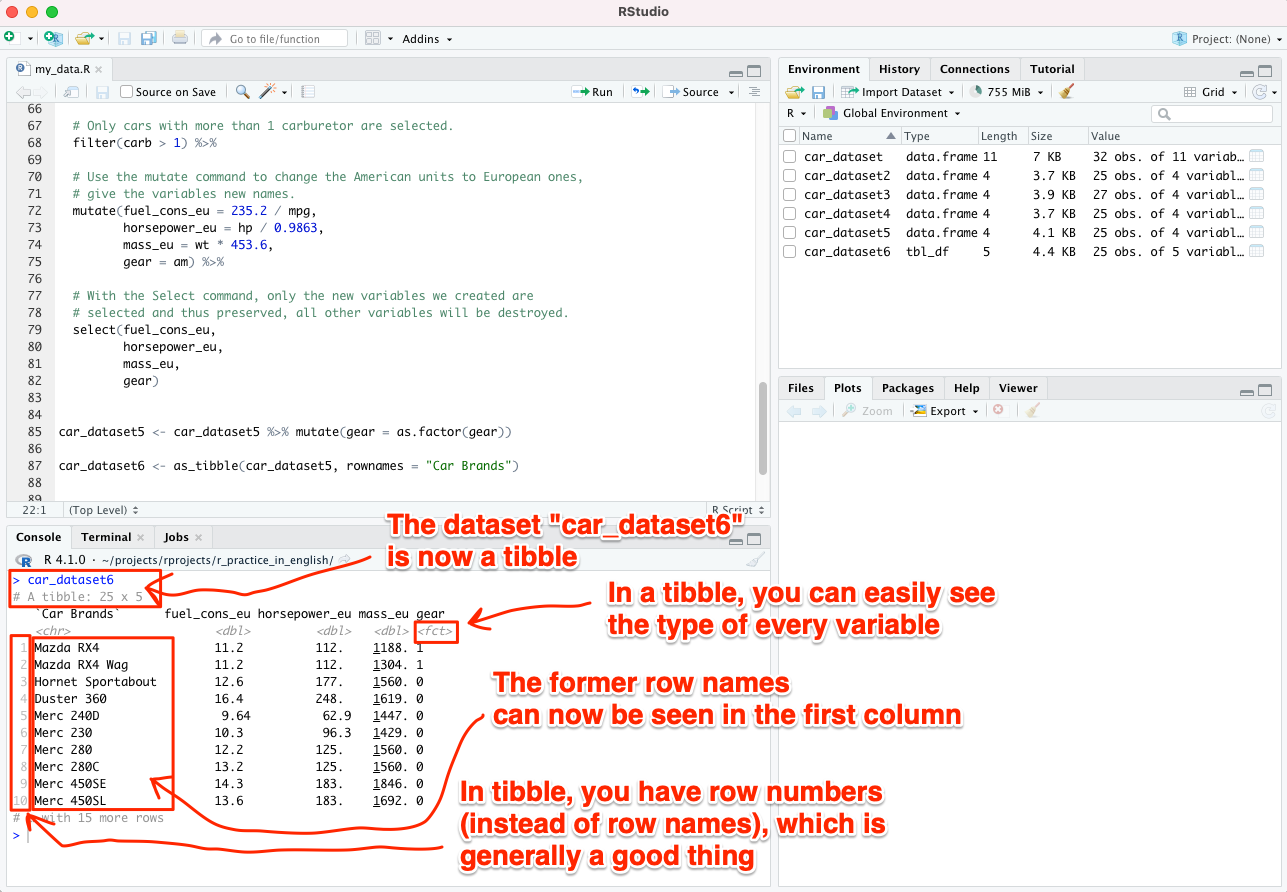 RStudio
Go to file/function
Addins
Project: (None)
my_data.R
Source on Save
Run
Source
66
67 # Only cars with more than 1 carburetor are selected.
68 filter(carb > 1) %>%
69
70 # Use the mutate command to change the American units to European ones,
71 # give the variables new names.
72 mutate(fuel_cons_eu = 235.2 / mpg,
73 horsepower_eu = hp / 0.9863,
74 mass_eu = wt * 453.6,
75 gear = am) %>%
76
77 # With the Select command, only the new variables we created are
78 # selected and thus preserved, all other variables will be destroyed.
79 select(fuel_cons_eu,
80 horsepower_eu,
81 mass_eu,
82 gear)
83
84
85 car_dataset5 <- car_dataset5 %>% mutate(gear = as.factor(gear))
86
87 car_dataset6 <- as_tibble(car_dataset5, rownames = "Car Brands")
88
89
22:1 (Top Level) R Script
Console Terminal Jobs
R 4.1.0 · ~/projects/rprojects/r_practice_in_english/
> car_dataset6
# A tibble: 25 x 5
`Car Brands` fuel_cons_eu horsepower_eu mass_eu gear
<chr> <dbl> <dbl> <dbl> <fct>
1 Mazda RX4 11.2 112. 1188. 1
2 Mazda RX4 Wag 11.2 112. 1304. 1
3 Hornet Sportabout 12.6 177. 1560. 0
4 Duster 360 16.4 248. 1619. 0
5 Merc 240D 9.64 62.9 1447. 0
6 Merc 230 10.3 96.3 1429. 0
7 Merc 280 12.2 125. 1560. 0
8 Merc 280C 13.2 125. 1560. 0
9 Merc 450SE 14.3 183. 1846. 0
10 Merc 450SL 13.6 183. 1692. 0
# with 15 more rows
>
The dataset "car_dataset6"
is now a tibble
In a tibble, you can easily see
the type of every variable
The former row names
can now be seen in the first column
In tibble, you have row numbers
(instead of row names), which is
generally a good thing
Environment History Connections Tutorial
Import Dataset 755 MiB Grid
R Global Environment
Name Type Length Size Value
car_dataset data.frame 11 7 KB 32 obs. of 11 variab…
car_dataset2 data.frame 4 3.7 KB 25 obs. of 4 variabl…
car_dataset3 data.frame 4 3.9 KB 27 obs. of 4 variabl…
car_dataset4 data.frame 4 3.7 KB 25 obs. of 4 variabl…
car_dataset5 data.frame 4 4.1 KB 25 obs. of 4 variabl…
car_dataset6 tbl_df 5 4.4 KB 25 obs. of 5 variabl…
Files Plots Packages Help Viewer
Zoom Export